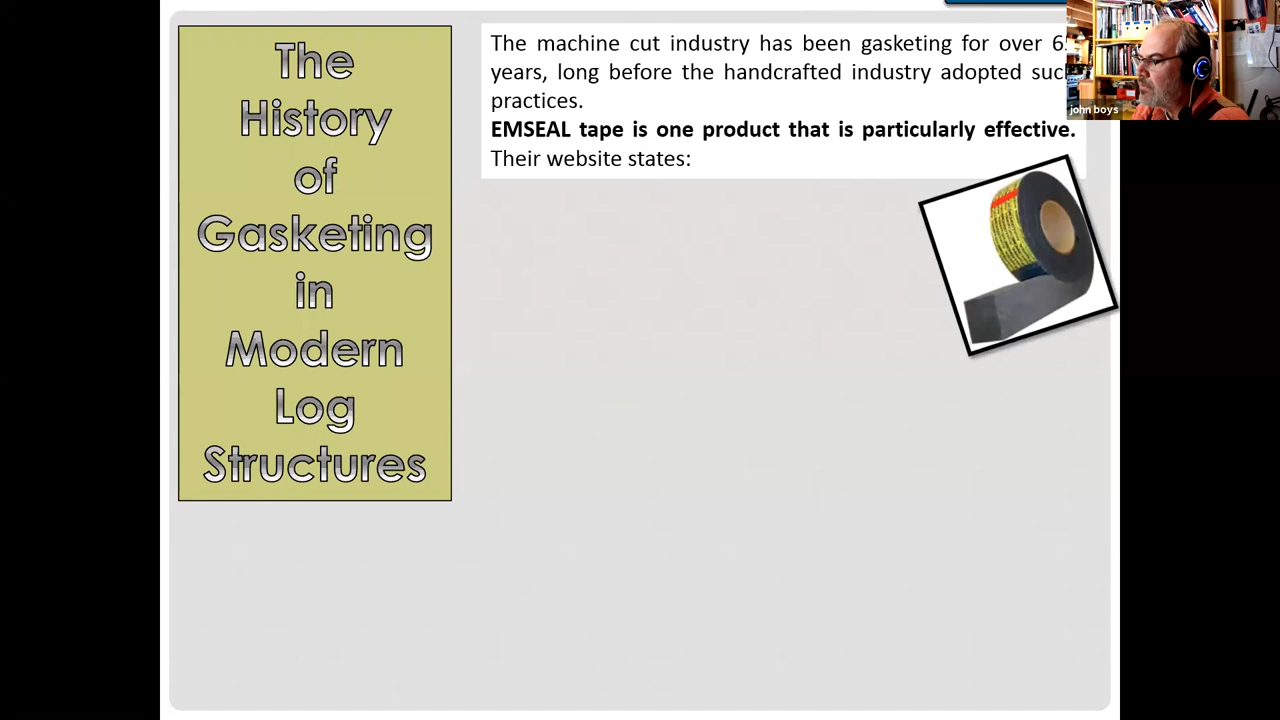 The
History
of
Gasketing
in
Modern
Log
Structures
The machine cut industry has been gasketing for over
years, long before the handcrafted industry adopted
practices.
EMSEAL tape is one product that is particularly effective.
Their website states:
john boys